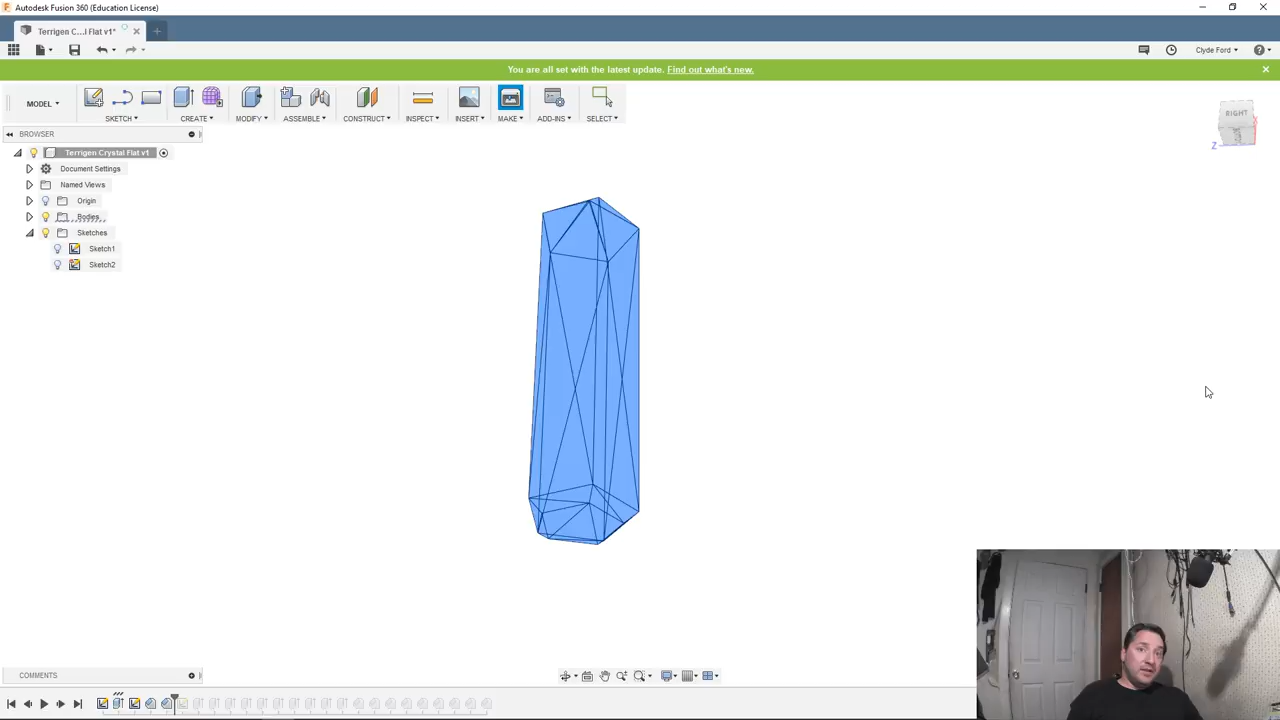 Autodesk Fusion 360 (Education License)
Terrigen C...l Flat v1*
Clyde Ford
You are all set with the latest update. Find out what's new.
MODEL
SKETCH
CREATE
MODIFY
ASSEMBLE
CONSTRUCT
INSPECT
INSERT
MAKE
ADD-INS
SELECT
RIGHT
Z
BROWSER
Terrigen Crystal Flat v1
Document Settings
Named Views
Origin
Bodies
Sketches
Sketch1
Sketch2
COMMENTS